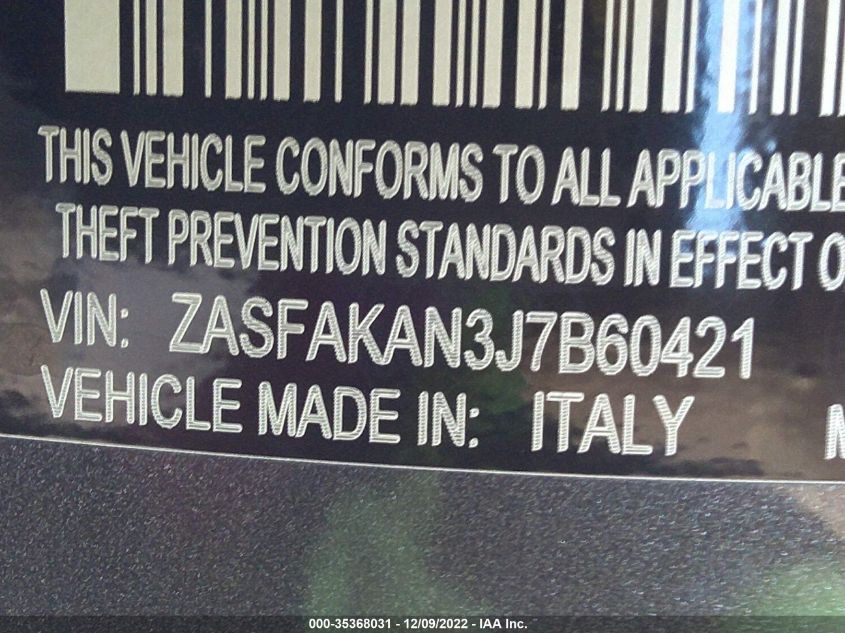 THIS VEHICLE CONFORMS TO ALL APPLICABLE
THEFT PREVENTION STANDARDS IN EFFECT O
VIN: ZASFAKAN3J7B60421
VEHICLE MADE IN: ITALY M
000-35368031 - 12/09/2022 - IAA Inc.